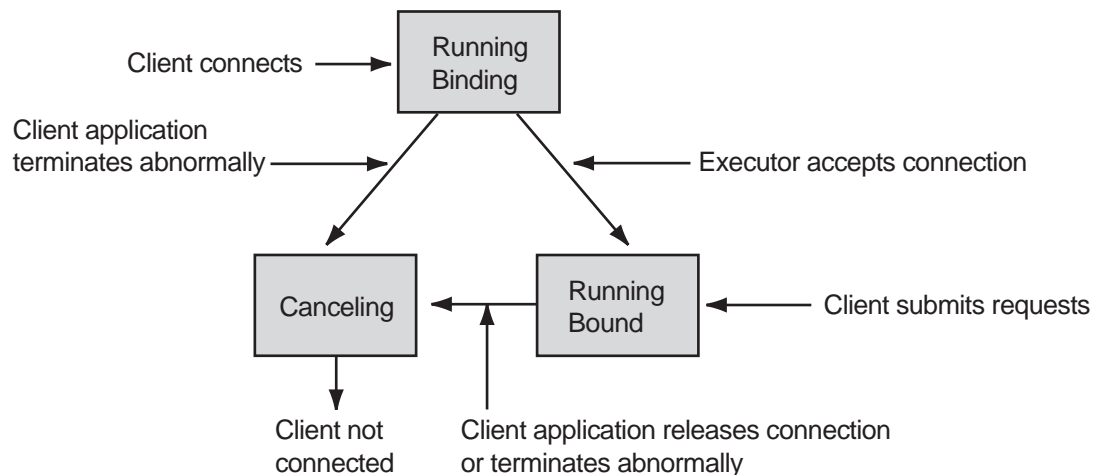 Running
Binding
Client connects
Client application
terminates abnormally
Executor accepts connection
Canceling
Running
Bound
Client submits requests
Client not
connected
Client application releases connection
or terminates abnormally